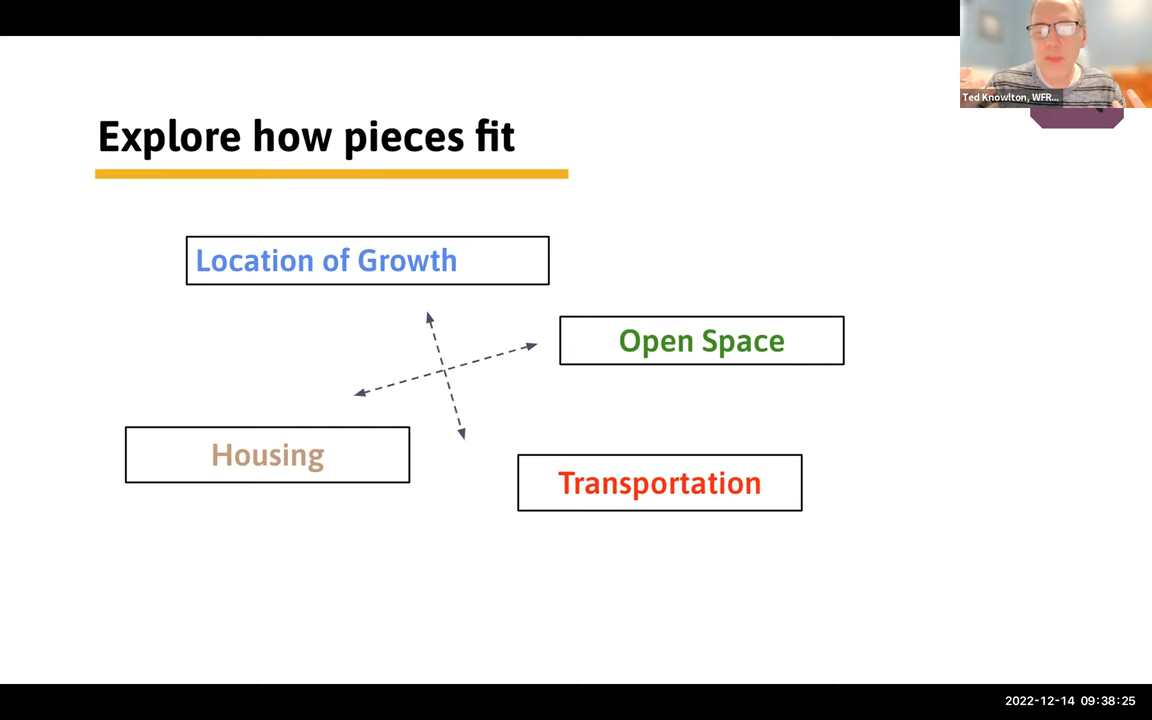 Ted Knowlton, WFR...
Explore how pieces fit
Location of Growth
Open Space
Housing
Transportation
2022-12-14 09:38:25